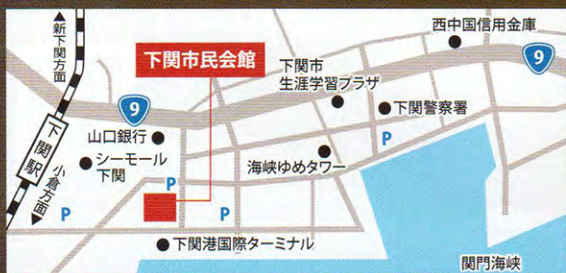 ▲新下関方面
下関駅
小倉方面▼
下関市民会館
西中国信用金庫
9
9
下関市
生涯学習プラザ
下関警察署
山口銀行
シーモール
下関
海峡ゆめタワー
P
P
P
P
下関港国際ターミナル
関門海峡